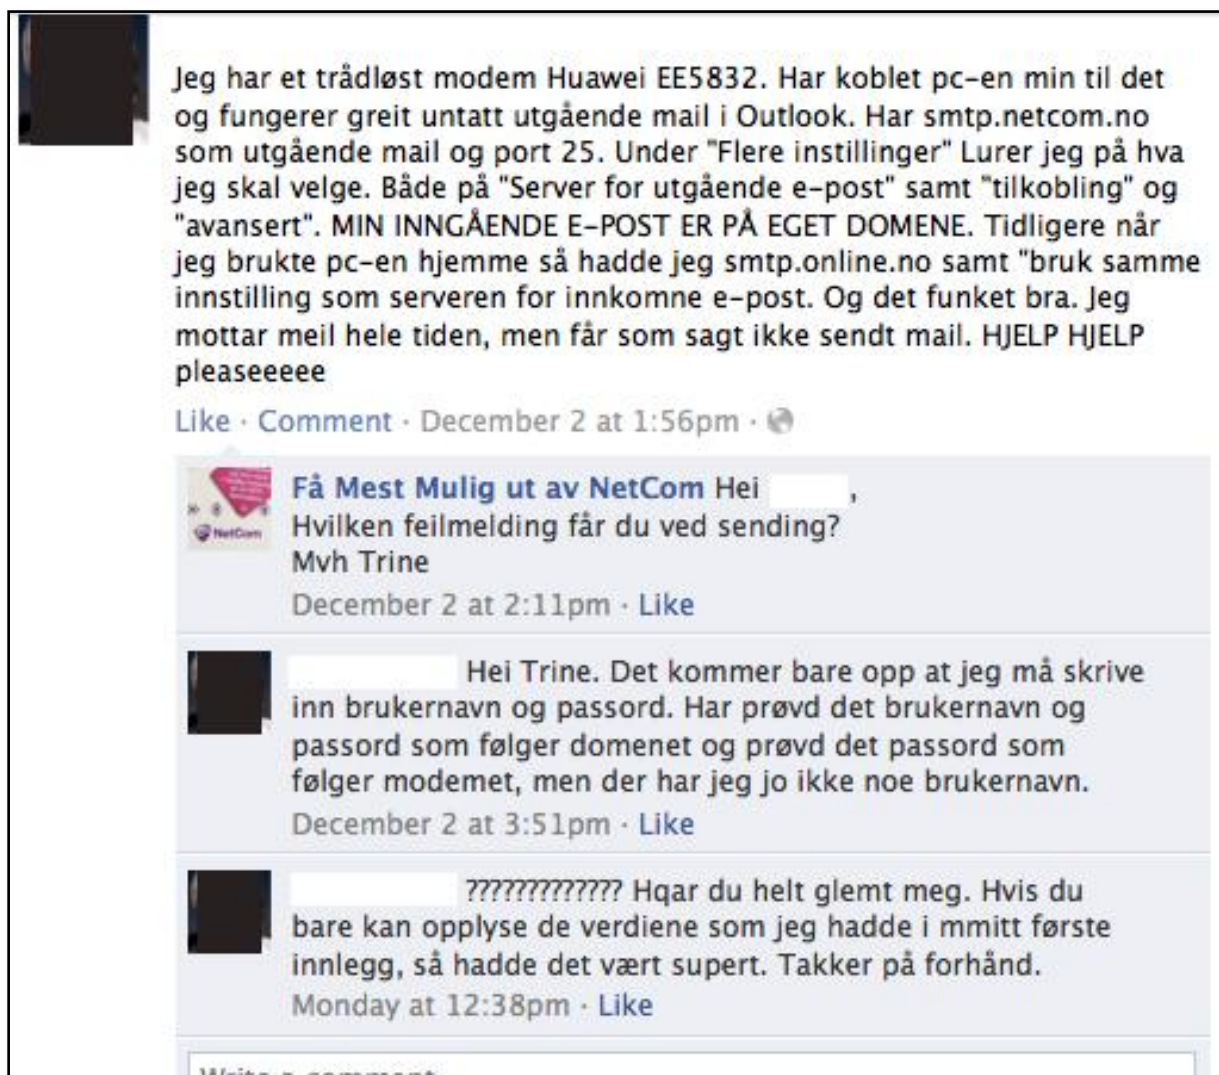 Jeg har et trådløst modem Huawei EE5832. Har koblet pc-en min til det
og fungerer greit untatt utgående mail i Outlook. Har smtp.netcom.no
som utgående mail og port 25. Under "Flere instillinger" Lurer jeg på hva
jeg skal velge. Både på "Server for utgående e-post" samt "tilkobling" og
"avansert". MIN INNGÅENDE E-POST ER PÅ EGET DOMENE. Tidligere når
jeg brukte pc-en hjemme så hadde jeg smtp.online.no samt "bruk samme
innstilling som serveren for innkomne e-post. Og det funket bra. Jeg
mottar meil hele tiden, men får som sagt ikke sendt mail. HJELP HJELP
pleaseeeee
Like · Comment · December 2 at 1:56pm ·
Få Mest Mulig ut av NetCom Hei ,
NetCom
Hvilken feilmelding får du ved sending?
Mvh Trine
December 2 at 2:11pm · Like
Hei Trine. Det kommer bare opp at jeg må skrive
inn brukernavn og passord. Har prøvd det brukernavn og
passord som følger domenet og prøvd det passord som
følger modemet, men der har jeg jo ikke noe brukernavn.
December 2 at 3:51pm · Like
????????????? Hqar du helt glemt meg. Hvis du
bare kan opplyse de verdiene som jeg hadde i mmitt første
innlegg, så hadde det vært supert. Takker på forhånd.
Monday at 12:38pm · Like
Write a comment